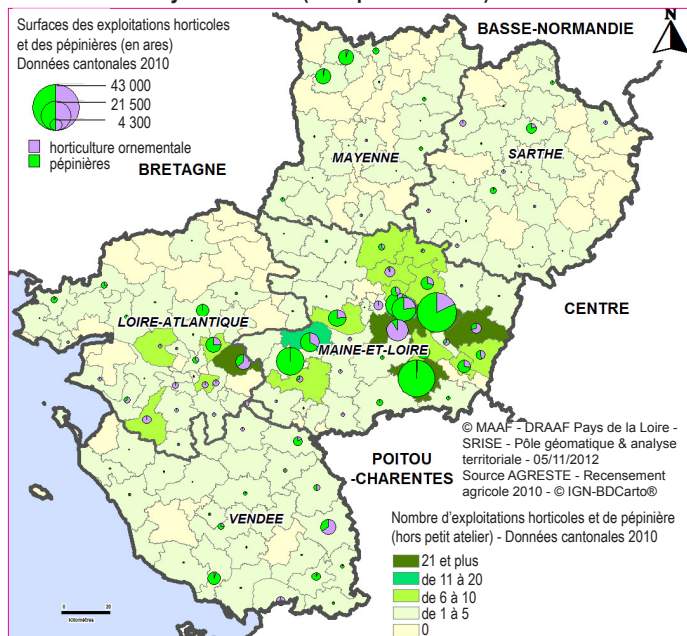 BASSE-NORMANDIE
N
Surfaces des exploitations horticoles
et des pépinières (en ares)
Données cantonales 2010
43 000
21 500
4 300
horticulture ornementale
pépinières
BRETAGNE
MAYENNE
SARTHE
CENTRE
LOIRE-ATLANTIQUE
MAINE-ET-LOIRE
© MAAF - DRAAF Pays de la Loire -
SRISE - Pôle géomatique & analyse
territoriale - 05/11/2012
Source AGRESTE - Recensement
agricole 2010 - © IGN-BDCarto®
POITOU
-CHARENTES
VENDEE
Nombre d'exploitations horticoles et de pépinière
(hors petit atelier) - Données cantonales 2010
21 et plus
de 11 à 20
de 6 à 10
de 1 à 5
0
0 20
Kilomètres